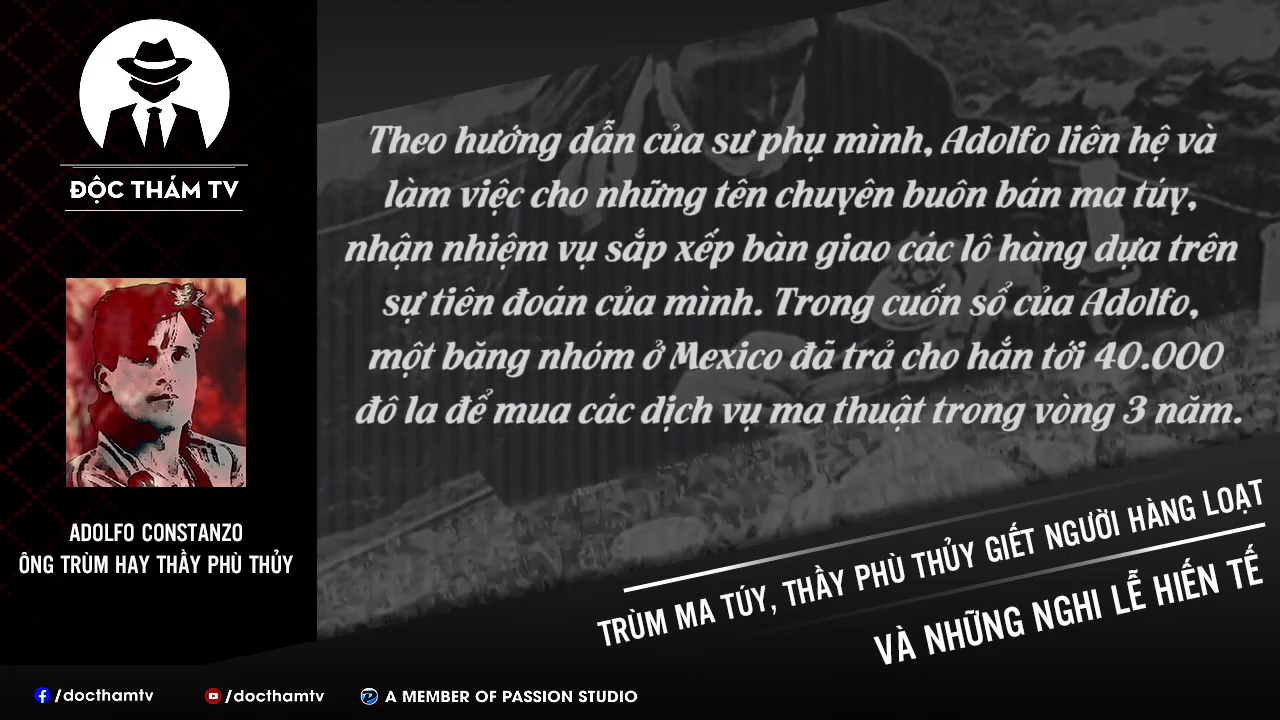 ĐỘC THÁM TV
ADOLFO CONSTANZO
ÔNG TRÙM HAY THẦY PHÙ THỦY
Theo hướng dẫn của sư phụ mình, Adolfo liên hệ và
làm việc cho những tên chuyên buôn bán ma túy,
nhận nhiệm vụ sắp xếp bàn giao các lô hàng dựa trên
sự tiên đoán của mình. Trong cuốn sổ của Adolfo,
một băng nhóm ở Mexico đã trả cho hắn tới 40.000
đô la để mua các dịch vụ ma thuật trong vòng 3 năm.
TRÙM MA TÚY, THẦY PHÙ THỦY GIẾT NGƯỜI HÀNG LOẠT
VÀ NHỮNG NGHI LỄ HIẾN TẾ
/docthamtv
/docthamtv
A MEMBER OF PASSION STUDIO